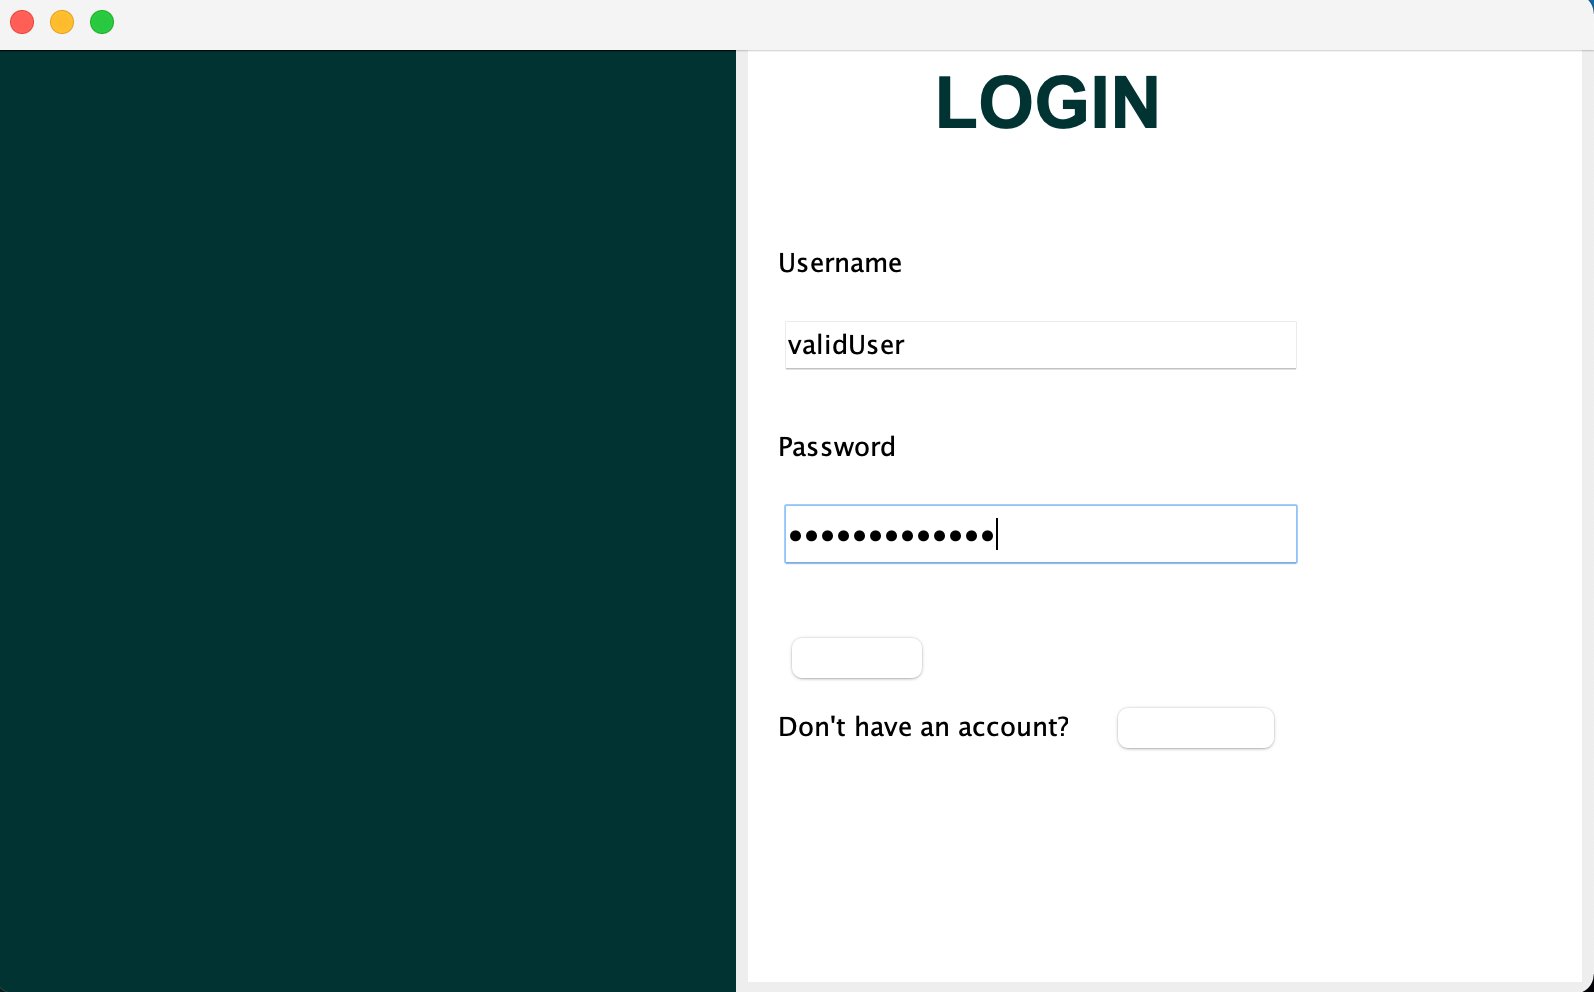 LOGIN
Username
validUser
Password
•••••••••••••
Don't have an account?